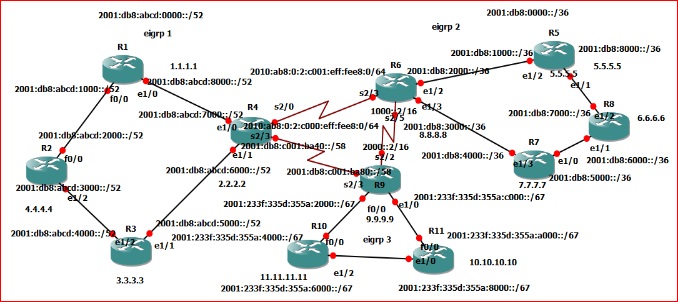 2001:db8:abcd:0000::/52
eigrp 1
eigrp 2
2001:db8:0000::/36
R1
1.1.1.1
R5
2001:db8:1000::/36
2001:db8:8000::/36
R6
5.5.5.5
2010:ab8:0:2:c001:eff:fee8:0/64
2001:db8:2000::/36
e1/2
e1/1
2001:db8:abcd:8000::/52
2001:db8:abcd:1000::/52
f0/0
e1/0
s2/3
e1/2
e1/3
R8
R4
s2/0
1000::2/16
s2/5
2001:db8:7000::/36
e1/2
6.6.6.6
2001:db8:abcd:7000::/52
e1/0
2010:ab8:0:2:c000:eff:fee8:0/64
2001:db8:3000::/36
8.8.8.8
2001:db8:abcd:2000::/52
s2/3
2001:db8:c001:ba40::/58
R7
e1/1
R2
f0/0
e1/1
2000::2/16
s2/2
2001:db8:4000::/36
e1/3
e1/0
2001:db8:6000::/36
2001:db8:abcd:6000::/52
2001:db8:c001:ba80::/58
2001:db8:5000::/36
2.2.2.2
s2/3
R9
7.7.7.7
2001:db8:abcd:3000::/52
e1/2
4.4.4.4
2001:233f:335d:355a:2000::/67
f0/0
e1/0
2001:233f:335d:355a:c000::/67
9.9.9.9
R3
2001:db8:abcd:5000::/52
R10
R11
2001:db8:abcd:4000::/52
e1/2
e1/1
2001:233f:335d:355a:4000::/67
f0/0
eigrp 3
f0/0
2001:233f:335d:355a:a000::/67
3.3.3.3
e1/2
e1/0
10.10.10.10
11.11.11.11
2001:233f:335d:355a:6000::/67
2001:233f:335d:355a:8000::/67